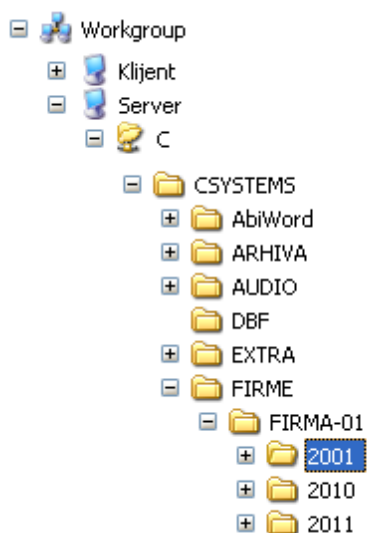 Workgroup
Klijent
Server
C
CSYSTEMS
AbiWord
ARHIVA
AUDIO
DBF
EXTRA
FIRME
FIRMA-01
2001
2010
2011